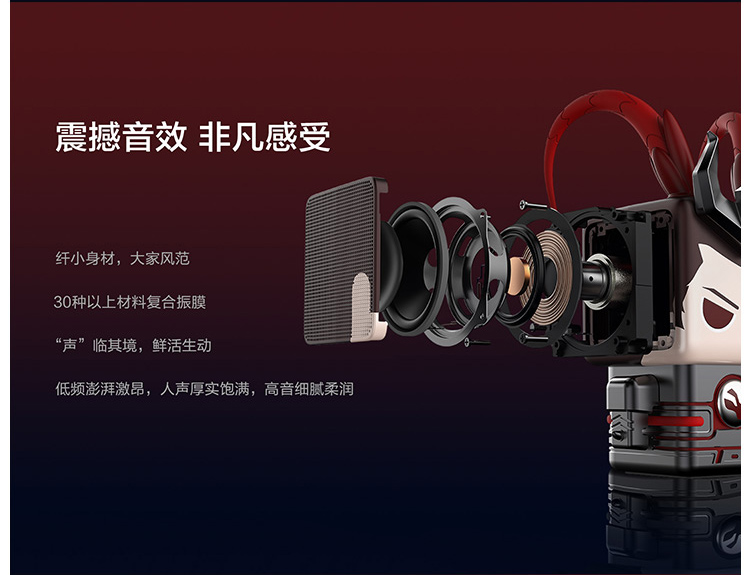 震撼音效 非凡感受
纤小身材，大家风范
30种以上材料复合振膜
“声”临其境，鲜活生动
低频澎湃激昂，人声厚实饱满，高音细腻柔润